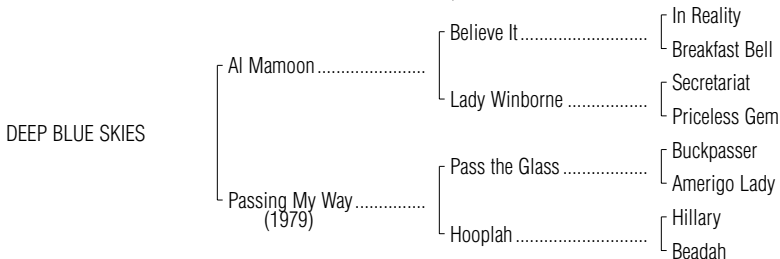 In Reality
Believe It...........................
Breakfast Bell
Al Mamoon.......................
Secretariat
Lady Winborne .................
Priceless Gem
DEEP BLUE SKIES
Buckpasser
Pass the Glass ..................
Amerigo Lady
Passing My Way...............
(1979)
Hillary
Hooplah............................
Beadah